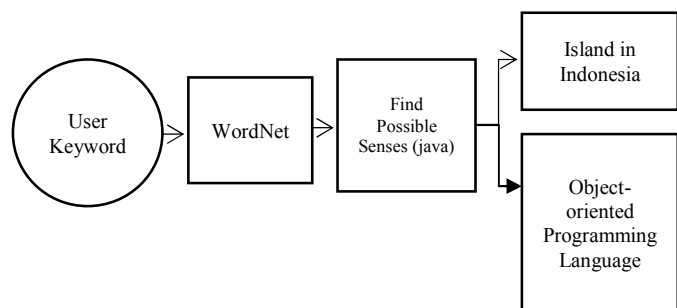 User
Keyword
WordNet
Find
Possible
Senses (java)
Island in
Indonesia
Object-
oriented
Programming
Language